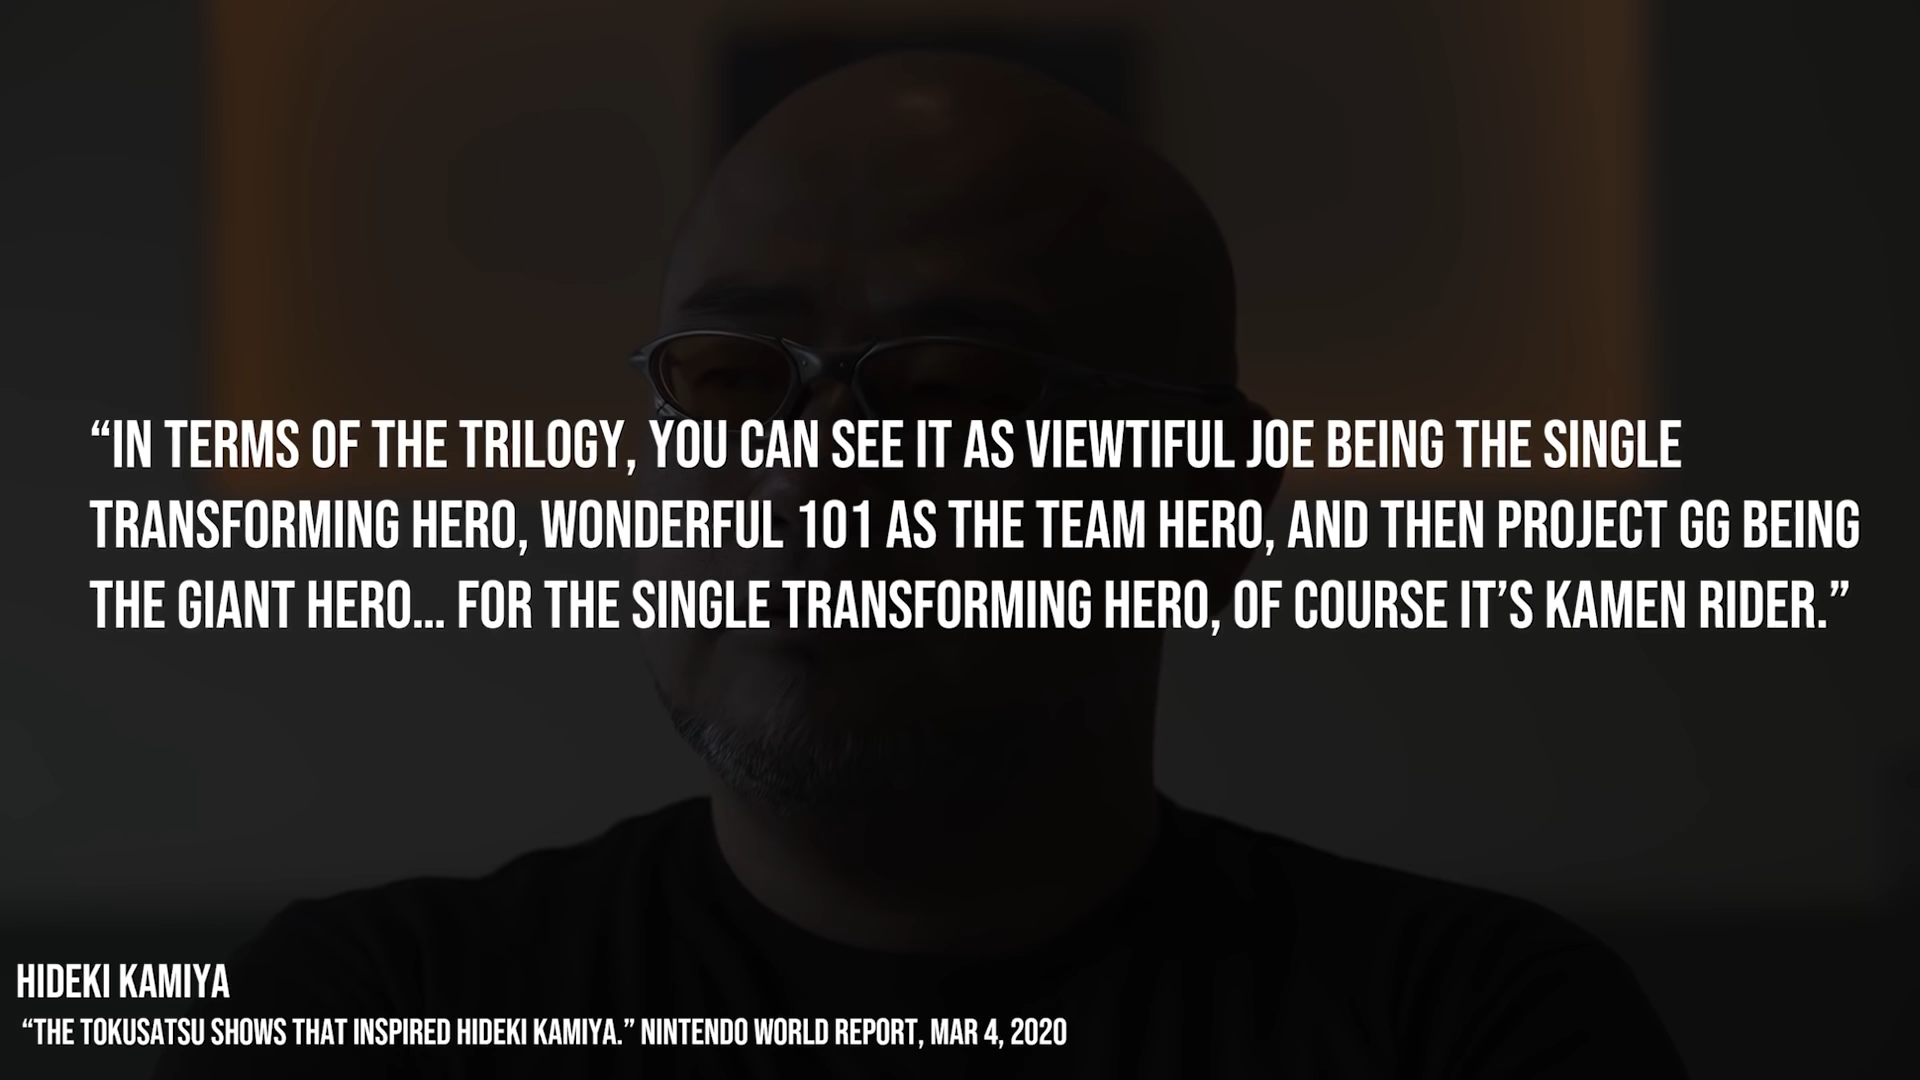 “IN TERMS OF THE TRILOGY, YOU CAN SEE IT AS VIEWTIFUL JOE BEING THE SINGLE
TRANSFORMING HERO, WONDERFUL 101 AS THE TEAM HERO, AND THEN PROJECT GG BEING
THE GIANT HERO... FOR THE SINGLE TRANSFORMING HERO, OF COURSE IT’S KAMEN RIDER.”
HIDEKI KAMIYA
“THE TOKUSATSU SHOWS THAT INSPIRED HIDEKI KAMIYA.” NINTENDO WORLD REPORT, MAR 4, 2020